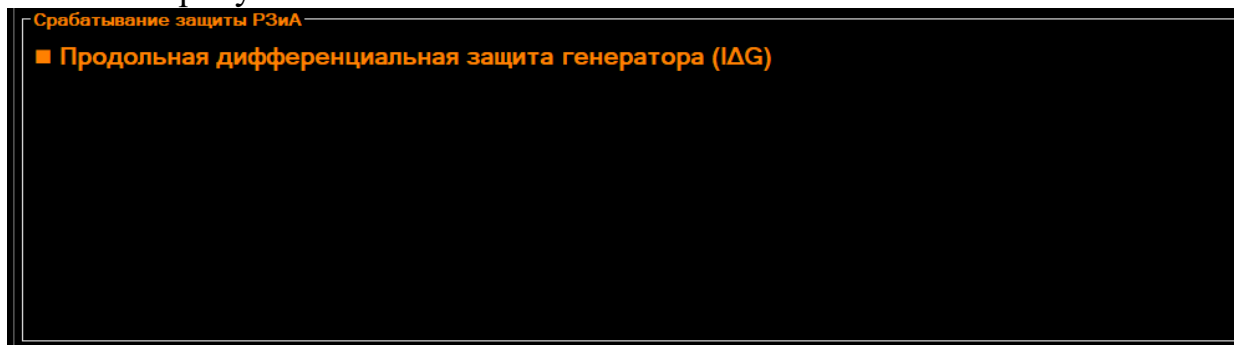 Срабатывание защиты РЗиА
Продольная дифференциальная защита генератора (IΔG)